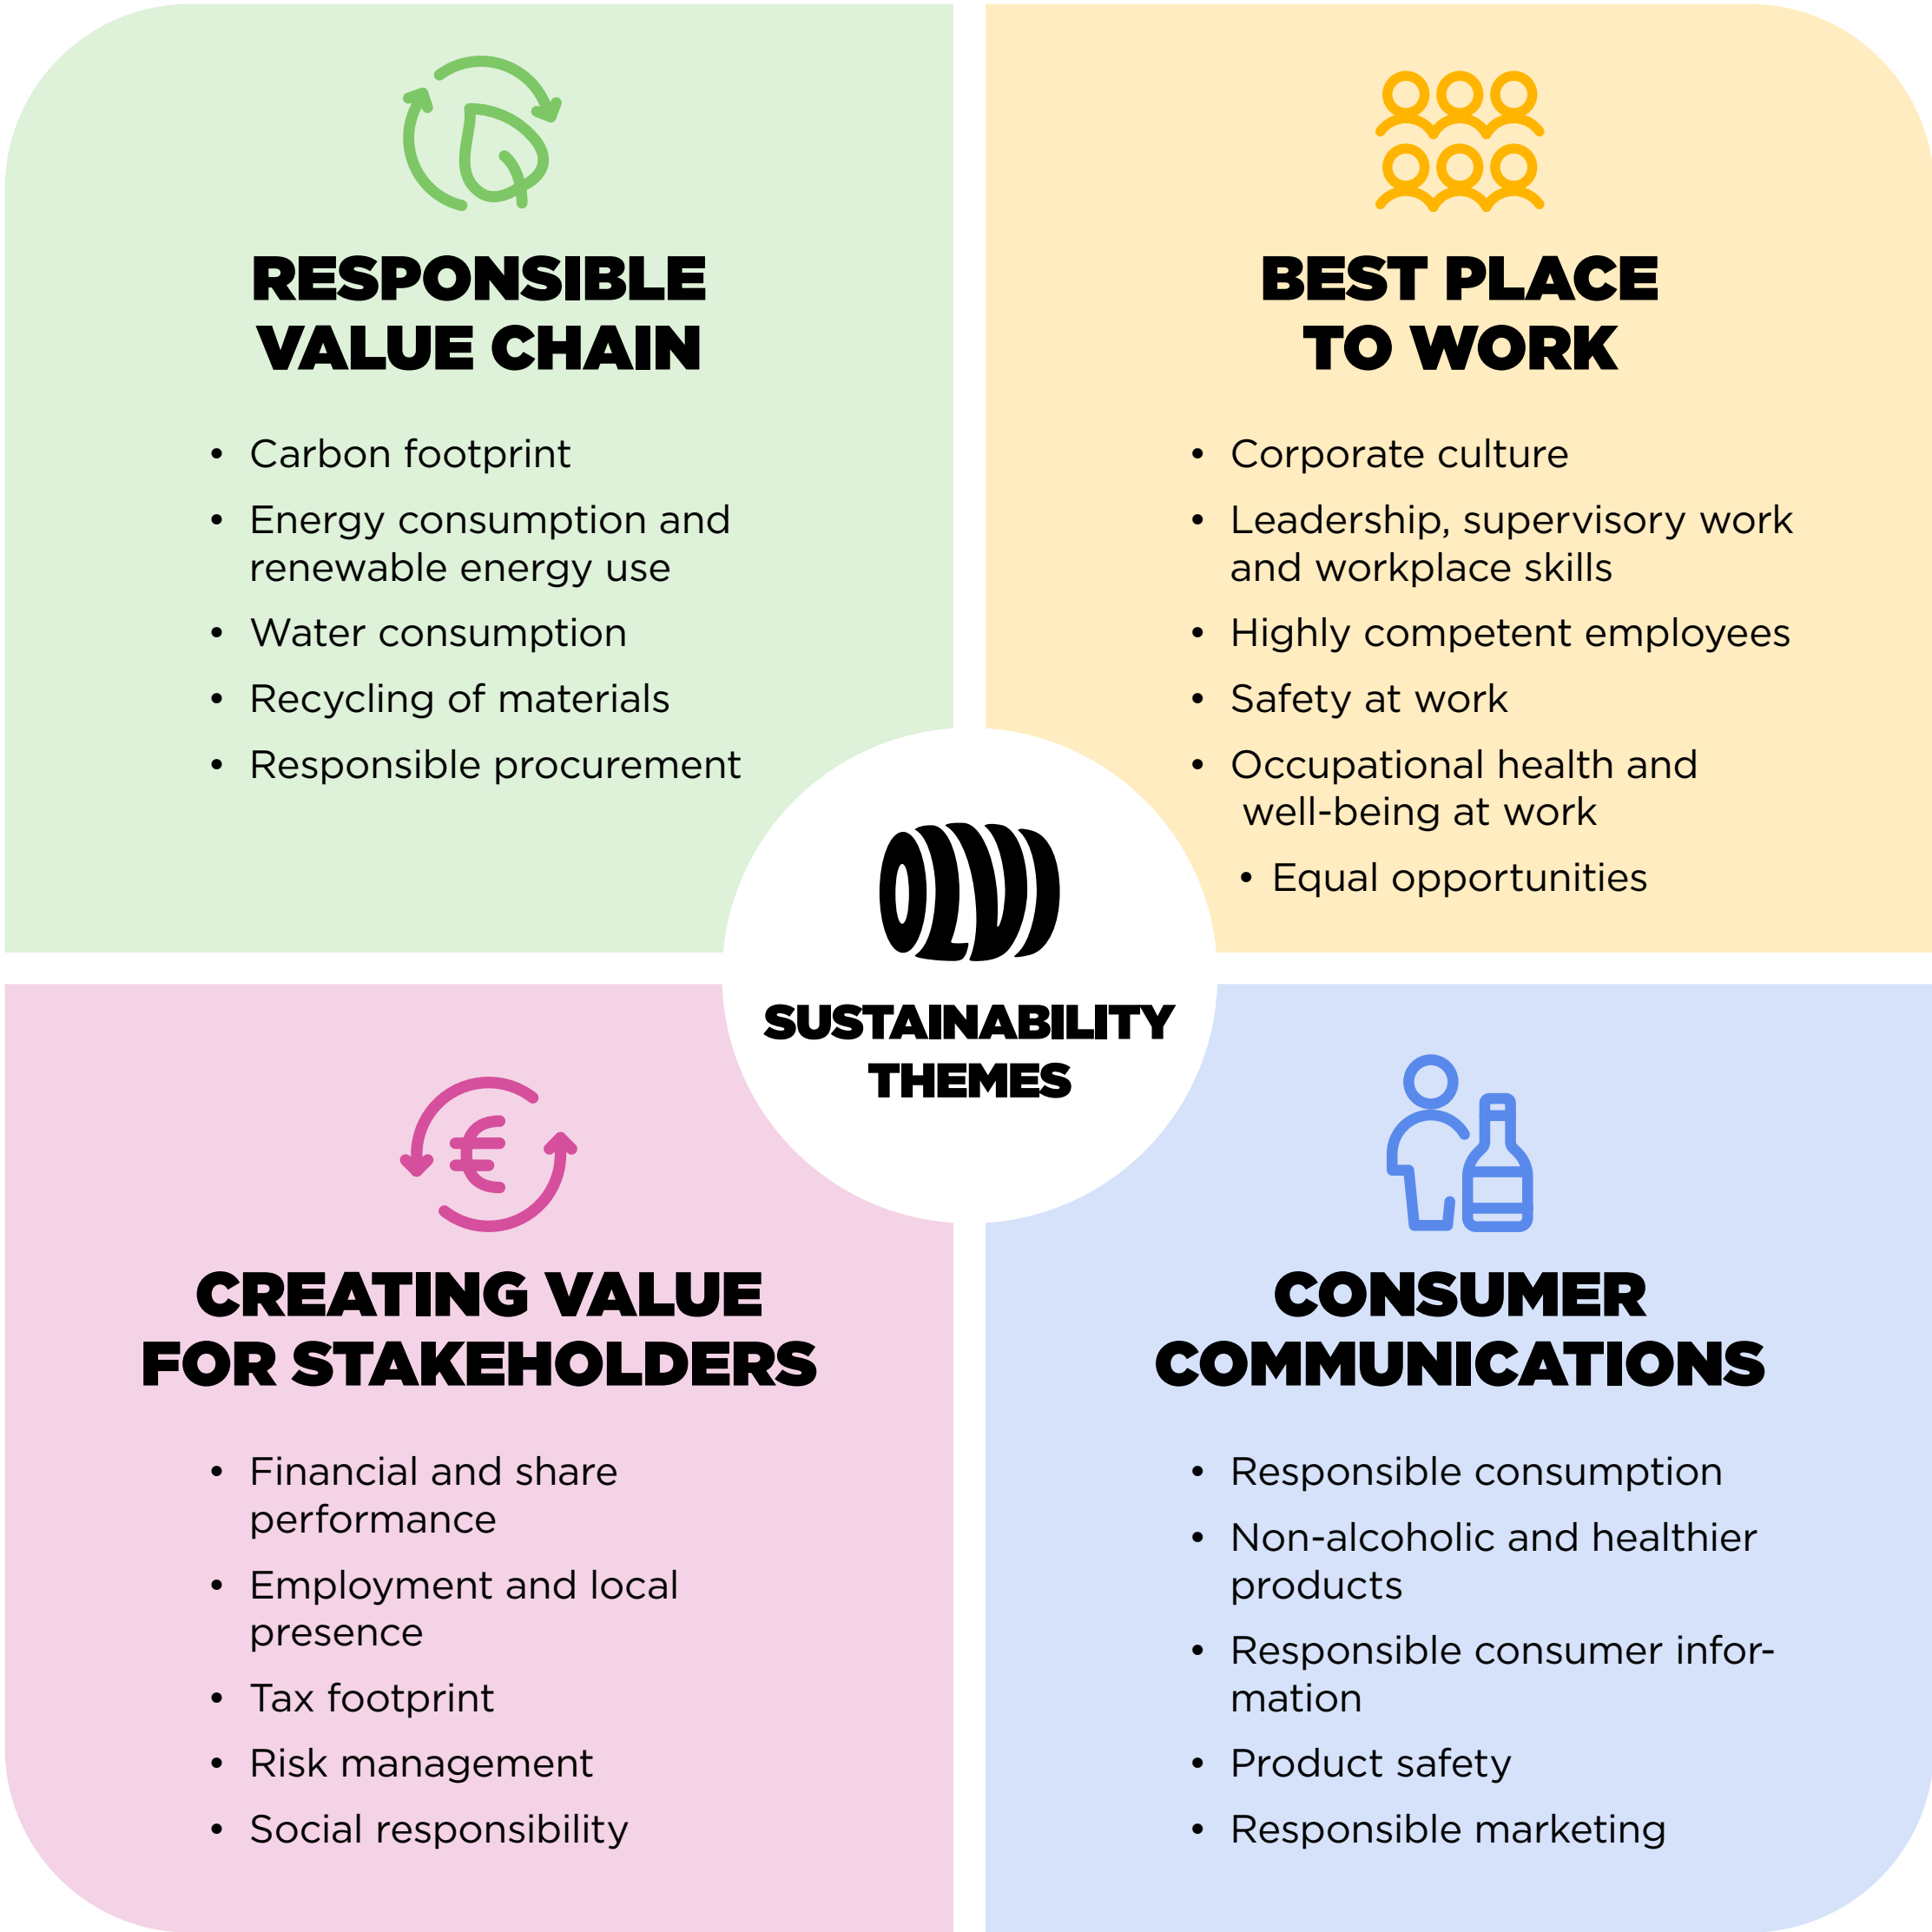 RESPONSIBLE
VALUE CHAIN
• Carbon footprint
• Energy consumption and
renewable energy use
• Water consumption
• Recycling of materials
• Responsible procurement
BEST PLACE
TO WORK
• Corporate culture
• Leadership, supervisory work
and workplace skills
• Highly competent employees
• Safety at work
• Occupational health and
well-being at work
• Equal opportunities
SUSTAINABILITY
THEMES
CREATING VALUE
FOR STAKEHOLDERS
• Financial and share
performance
• Employment and local
presence
• Tax footprint
• Risk management
• Social responsibility
CONSUMER
COMMUNICATIONS
• Responsible consumption
• Non-alcoholic and healthier
products
• Responsible consumer infor-
mation
• Product safety
• Responsible marketing